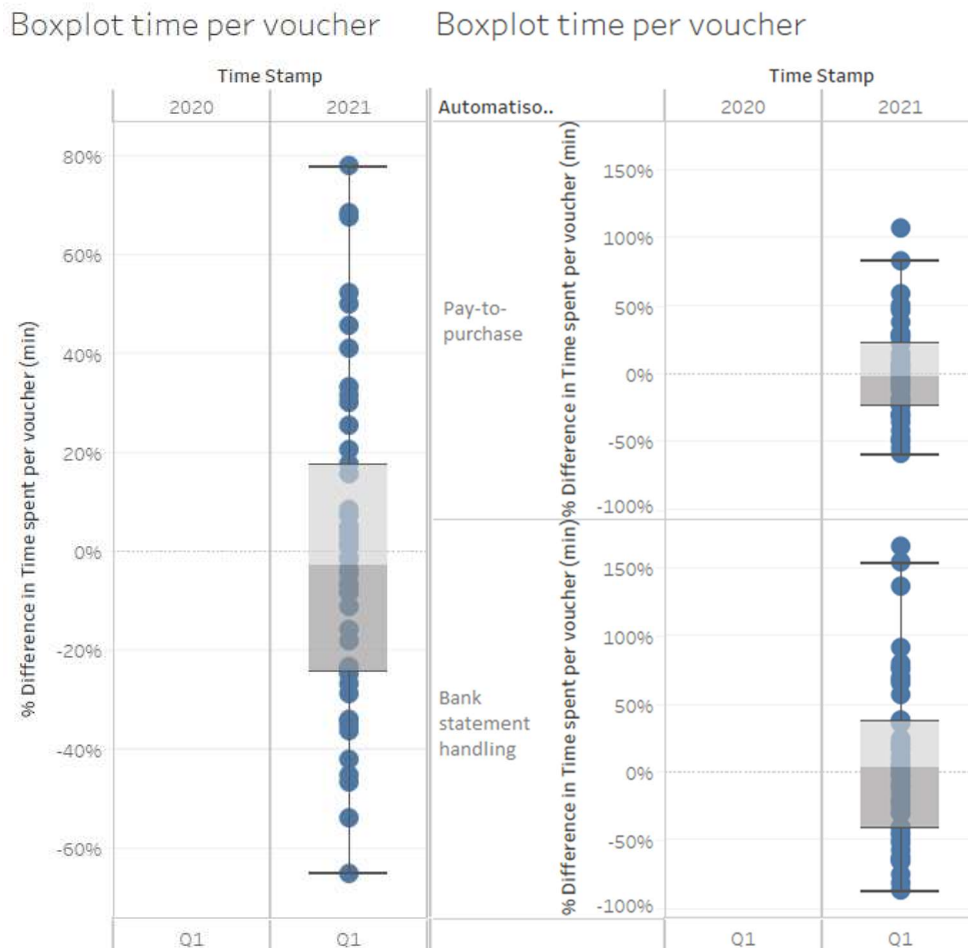 Boxplot time per voucher
Time Stamp
2020 2021
% Difference in Time spent per voucher (min)
80%
60%
40%
20%
0%
-20%
-40%
-60%
Q1 Q1
Boxplot time per voucher
Time Stamp
Automatiso.. 2020 2021
Pay-to-
purchase
% Difference in Time spent per voucher (min)
150%
100%
50%
0%
-50%
-100%
Bank
statement
handling
% Difference in Time spent per voucher (min)
150%
100%
50%
0%
-50%
-100%
Q1 Q1